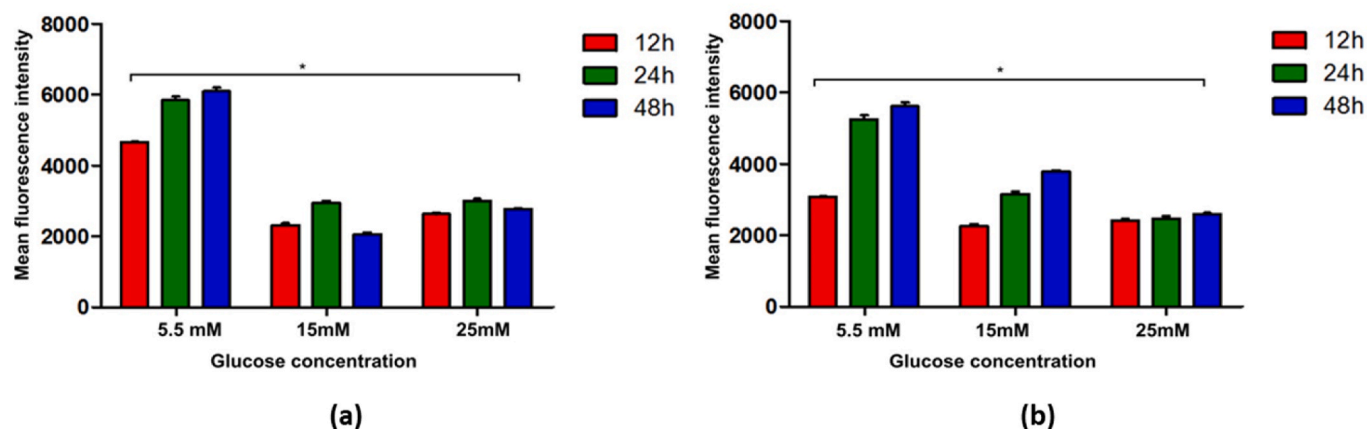 8000
6000
4000
2000
0
Mean fluorescence intensity
*
12h
24h
48h
5.5 mM
15mM
25mM
Glucose concentration
(a)
8000
6000
4000
2000
0
Mean fluorescence intensity
*
12h
24h
48h
5.5 mM
15mM
25mM
Glucose concentration
(b)